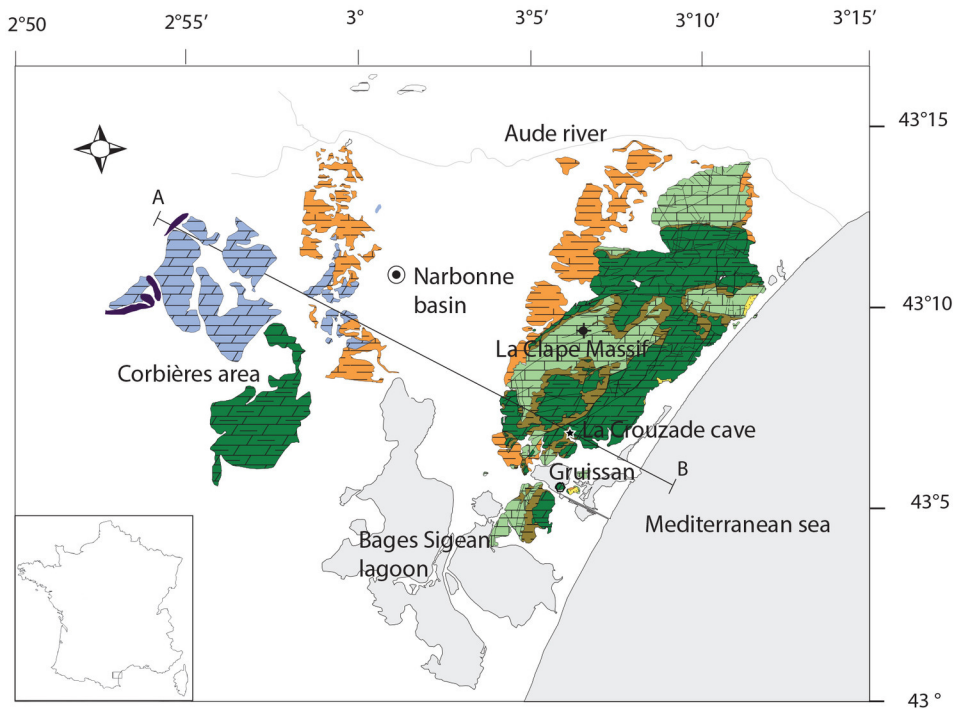 2°50
2°55′
3°
3°5′
3°10′
3°15′
43°15
Aude river
A
Narbonne
basin
43°10
La Clape Massif
Corbières area
La Crouzade cave
Gruissan
B
43°5
Mediterranean sea
Bages Sigean
lagoon
43 °